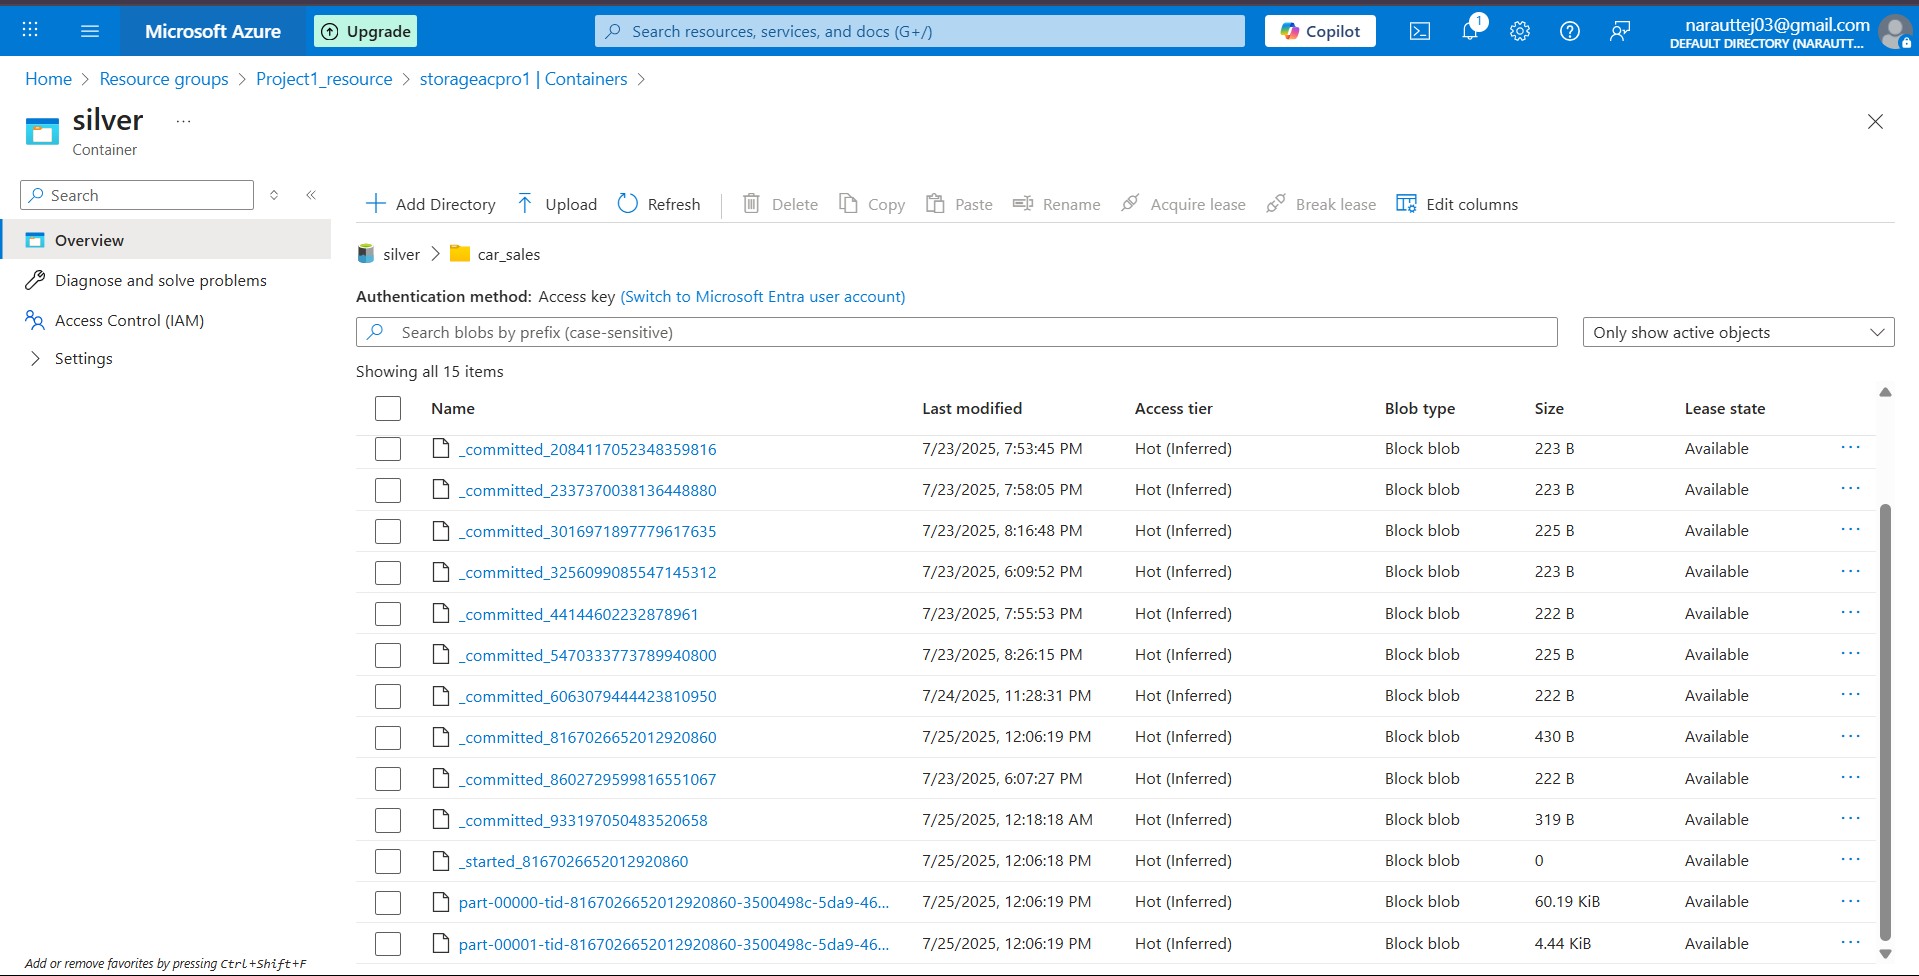 Microsoft Azure
Upgrade
Search resources, services, and docs (G+/)
Copilot
1
narauttej03@gmail.com
DEFAULT DIRECTORY (NARAUTT...
Home > Resource groups > Project1_resource > storageacpro1 | Containers >
silver ...
Container
Search
Overview
Diagnose and solve problems
Access Control (IAM)
Settings
Add or remove favorites by pressing Ctrl+Shift+F
Add Directory Upload Refresh Delete Copy Paste Rename Acquire lease Break lease Edit columns
silver > car_sales
Authentication method: Access key (Switch to Microsoft Entra user account)
Search blobs by prefix (case-sensitive)
Only show active objects
Showing all 15 items
Name Last modified Access tier Blob type Size Lease state
_committed_2084117052348359816 7/23/2025, 7:53:45 PM Hot (Inferred) Block blob 223 B Available ...
_committed_2337370038136448880 7/23/2025, 7:58:05 PM Hot (Inferred) Block blob 223 B Available ...
_committed_3016971897779617635 7/23/2025, 8:16:48 PM Hot (Inferred) Block blob 225 B Available ...
_committed_3256099085547145312 7/23/2025, 6:09:52 PM Hot (Inferred) Block blob 223 B Available ...
_committed_44144602232878961 7/23/2025, 7:55:53 PM Hot (Inferred) Block blob 222 B Available ...
_committed_5470333773789940800 7/23/2025, 8:26:15 PM Hot (Inferred) Block blob 225 B Available ...
_committed_6063079444423810950 7/24/2025, 11:28:31 PM Hot (Inferred) Block blob 222 B Available ...
_committed_8167026652012920860 7/25/2025, 12:06:19 PM Hot (Inferred) Block blob 430 B Available ...
_committed_8602729599816551067 7/23/2025, 6:07:27 PM Hot (Inferred) Block blob 222 B Available ...
_committed_933197050483520658 7/25/2025, 12:18:18 AM Hot (Inferred) Block blob 319 B Available ...
_started_8167026652012920860 7/25/2025, 12:06:18 PM Hot (Inferred) Block blob 0 Available ...
part-00000-tid-8167026652012920860-3500498c-5da9-46... 7/25/2025, 12:06:19 PM Hot (Inferred) Block blob 60.19 KiB Available ...
part-00001-tid-8167026652012920860-3500498c-5da9-46... 7/25/2025, 12:06:19 PM Hot (Inferred) Block blob 4.44 KiB Available ...